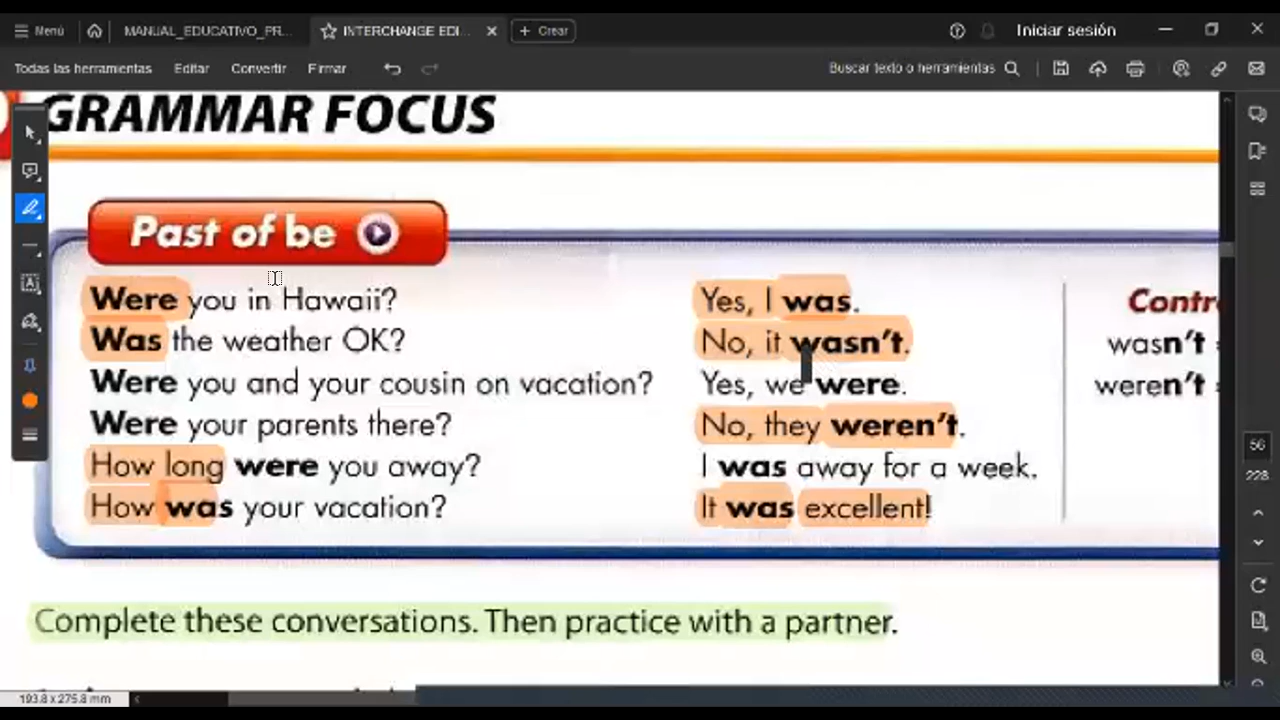 Menú
MANUAL_EDUCATIVO_PR...
INTERCHANGE EDI...
Crear
Iniciar sesión
Todas las herramientas
Editar
Convertir
Firmar
Buscar texto o herramientas
GRAMMAR FOCUS
Past of be
Were you in Hawaii?
Was the weather OK?
Were you and your cousin on vacation?
Were your parents there?
How long were you away?
How was your vacation?
Yes, I was.
No, it wasn't.
Yes, we were.
No, they weren't.
I was away for a week.
It was excellent!
Contr
wasn't =
weren't =
Complete these conversations. Then practice with a partner.
56
228
193.8 x 275.8 mm